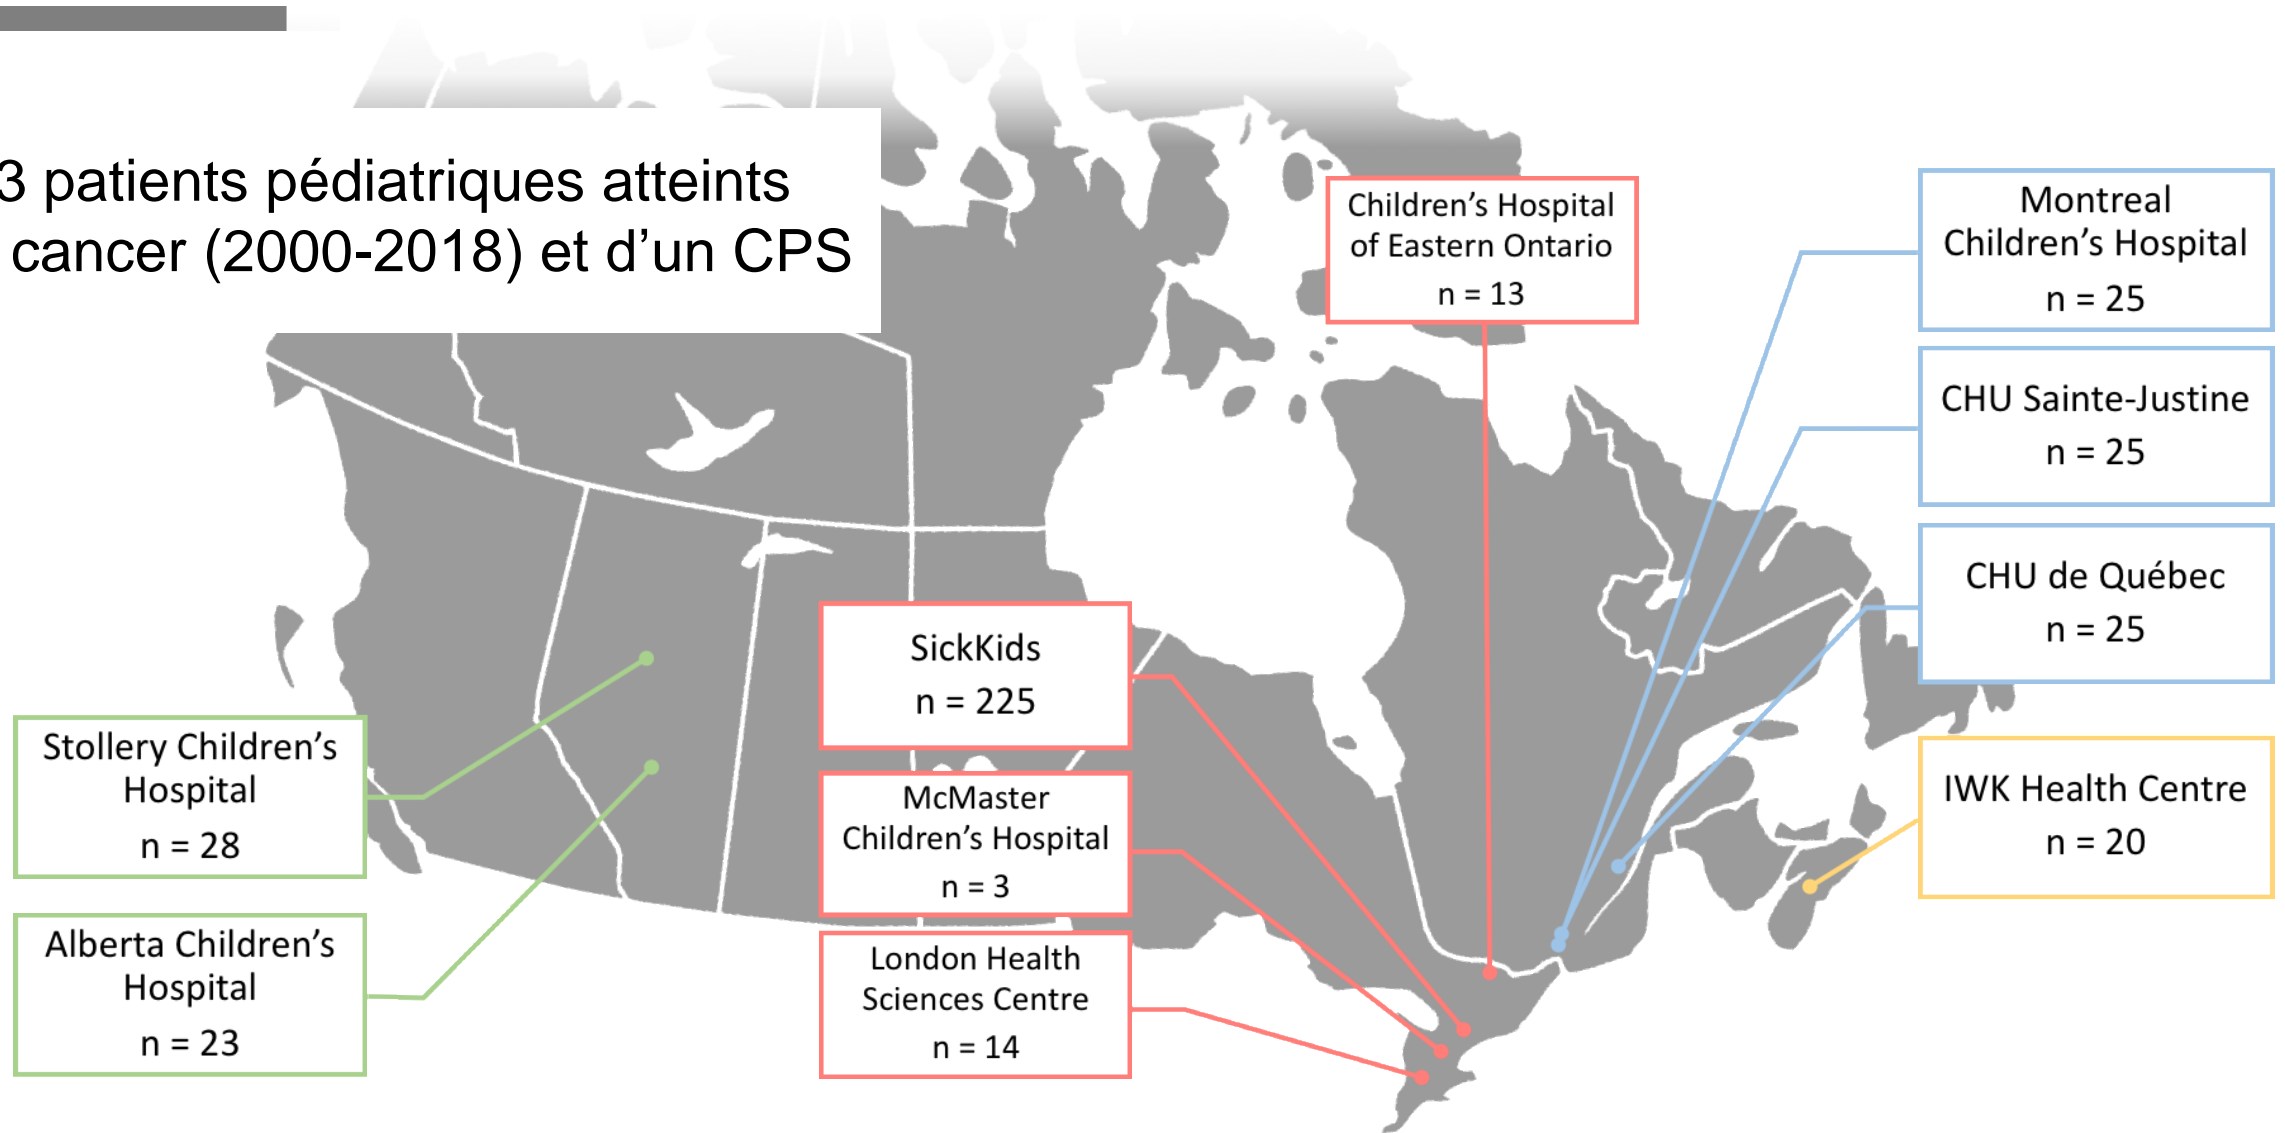 3 patients pédiatriques atteints
cancer (2000-2018) et d’un CPS
Children’s Hospital
of Eastern Ontario
n = 13
Montreal
Children’s Hospital
n = 25
CHU Sainte-Justine
n = 25
CHU de Québec
n = 25
IWK Health Centre
n = 20
SickKids
n = 225
McMaster
Children’s Hospital
n = 3
London Health
Sciences Centre
n = 14
Stollery Children’s
Hospital
n = 28
Alberta Children’s
Hospital
n = 23